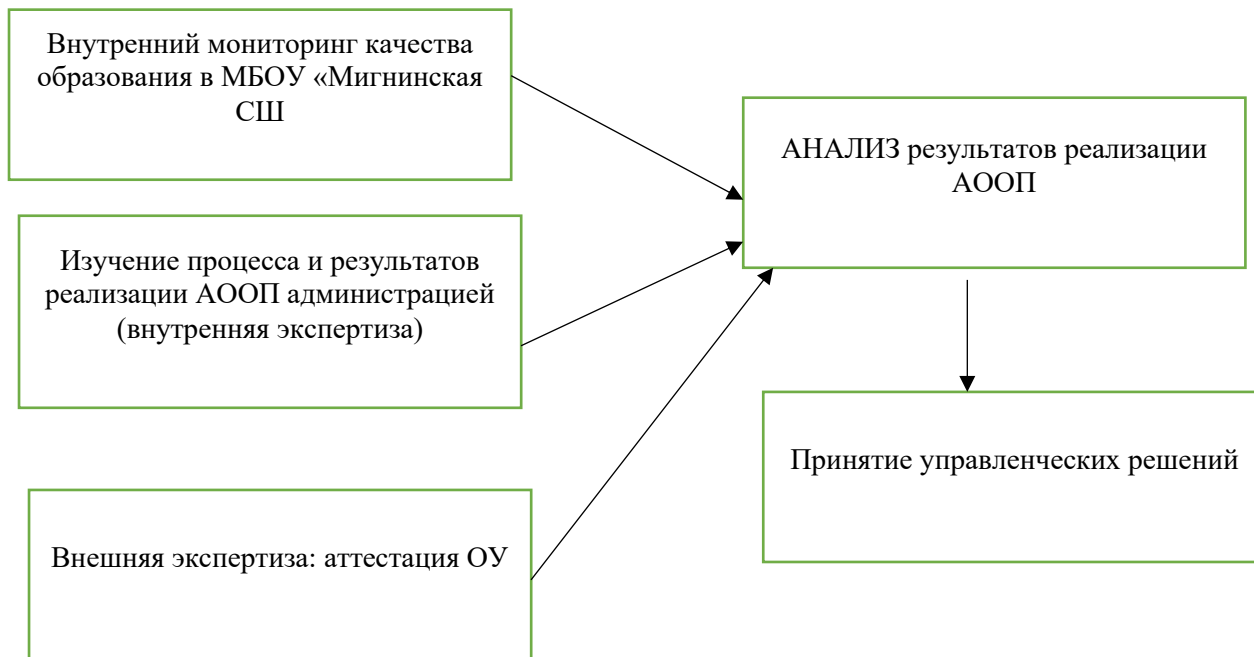 Внутренний мониторинг качества
образования в МБОУ «Мигнинская
СШ
Изучение процесса и результатов
реализации АООП администрацией
(внутренняя экспертиза)
Внешняя экспертиза: аттестация ОУ
АНАЛИЗ результатов реализации
АООП
Принятие управленческих решений